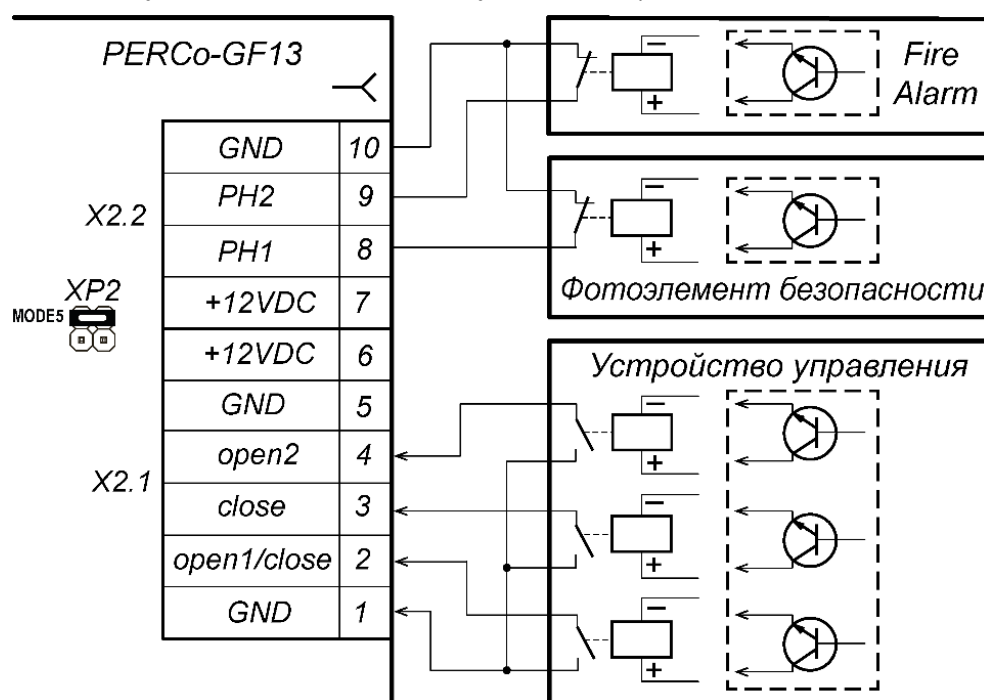 PERCo-GF13
GND 10
PH2 9
PH1 8
+12VDC 7
+12VDC 6
GND 5
open2 4
close 3
open1/close 2
GND 1
X2.2
X2.1
XP2
MODE5
Fire
Alarm
− +
Фотоэлемент безопасности
− +
Устройство управления
− +
− +
− +